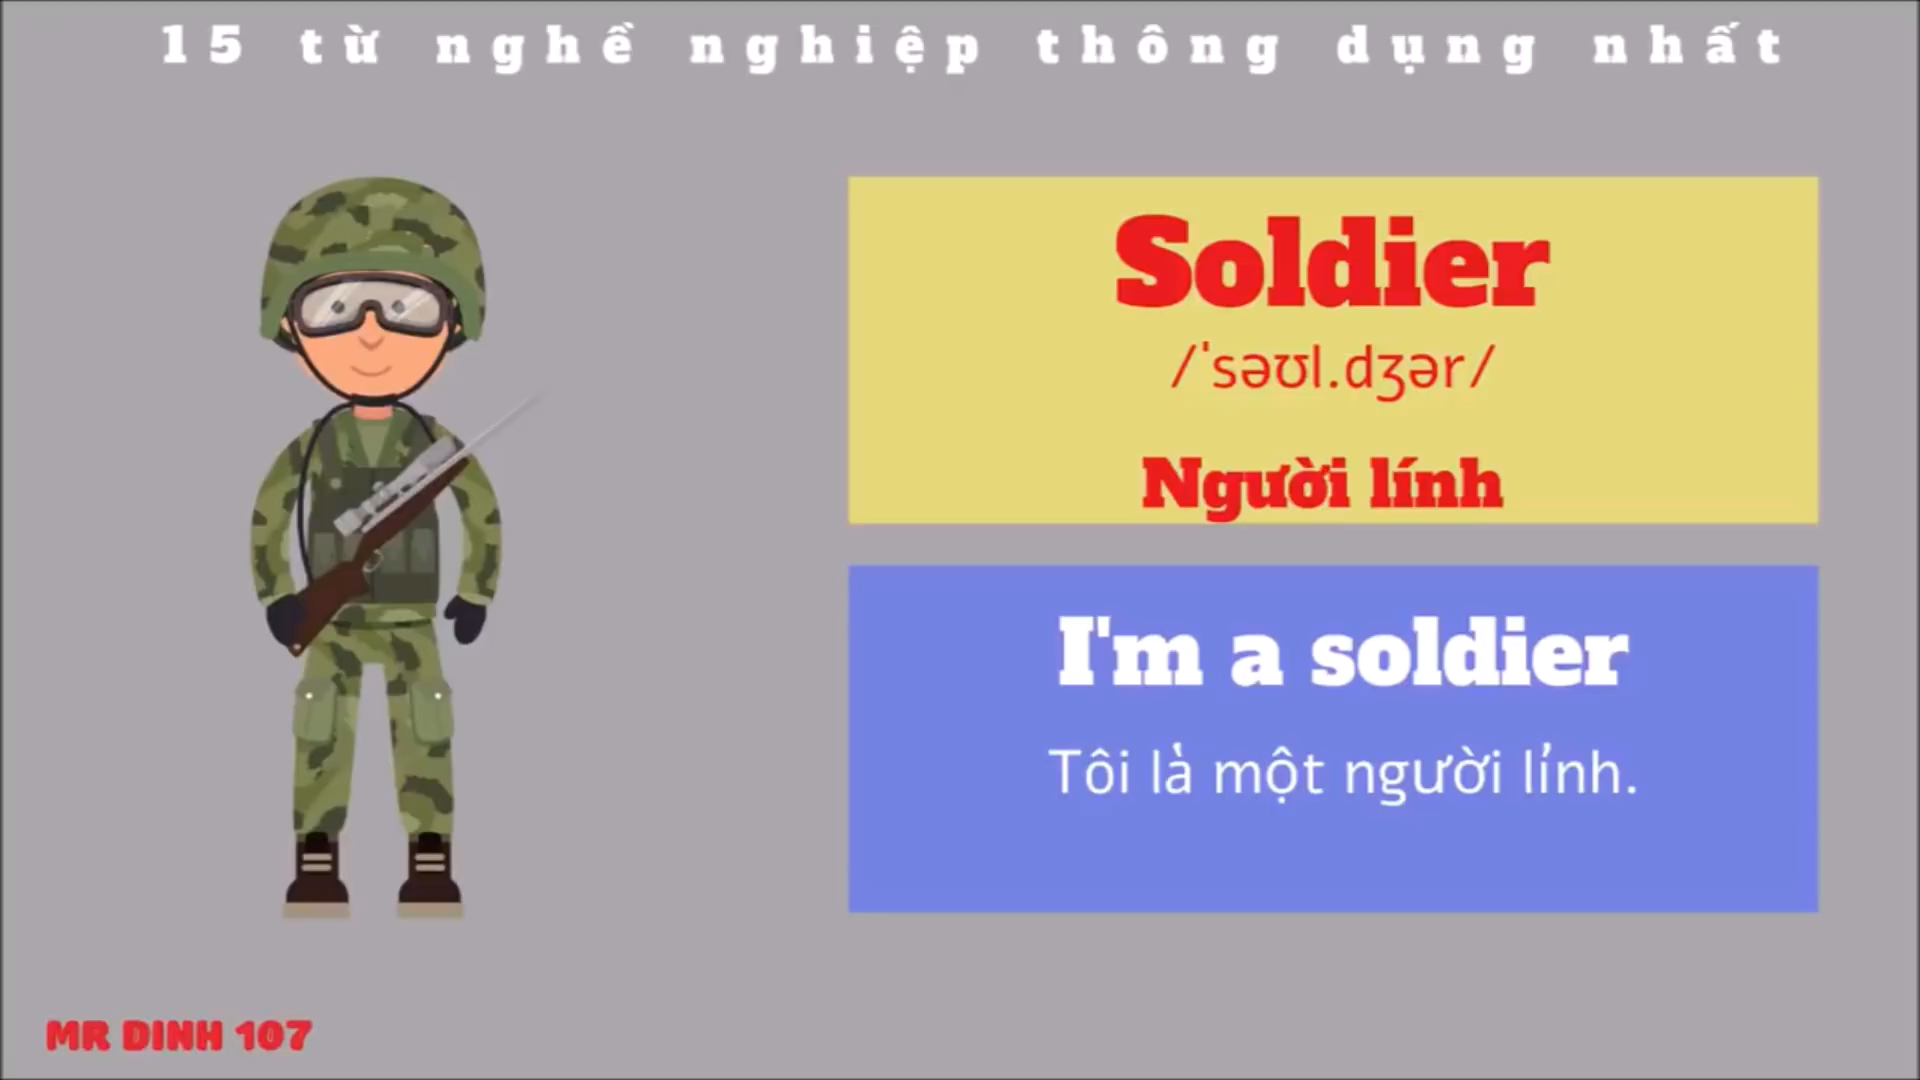 15 từ nghề nghiệp thông dụng nhất
Soldier
/ˈsəʊl.dʒər/
Người lính
I'm a soldier
Tôi là một người lính.
MR DINH 107